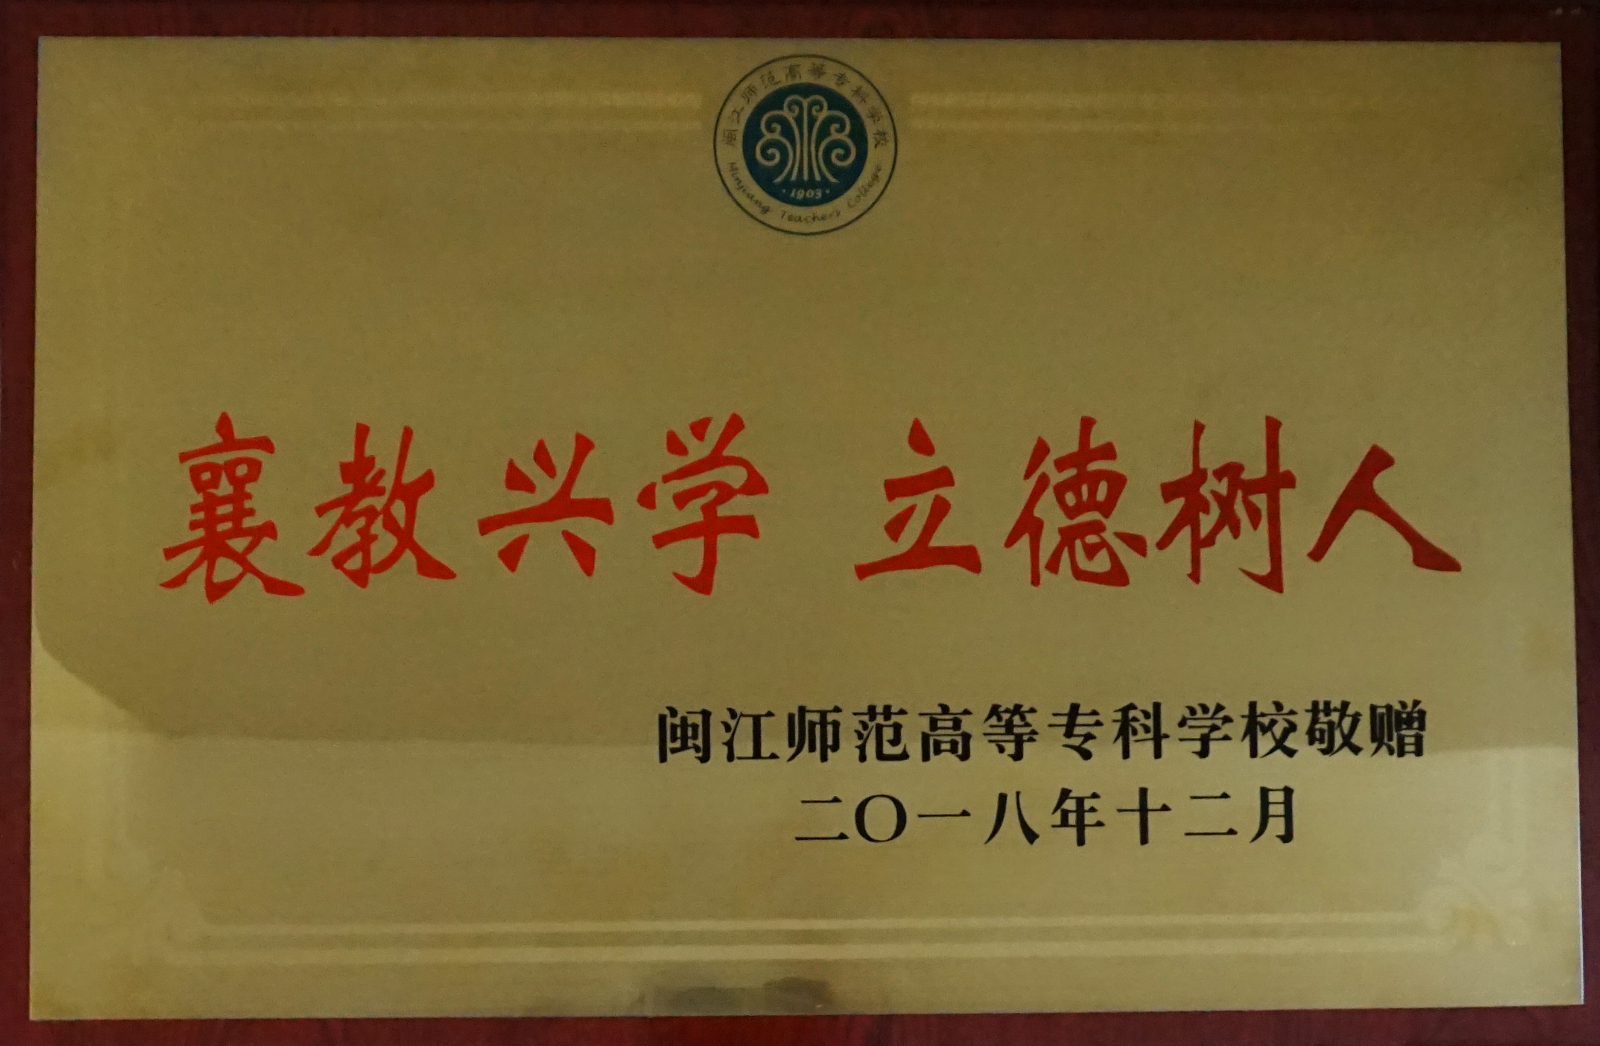 闽江师范高等专科学校
1903
Minjiang Teachers College
襄教兴学 立德树人
闽江师范高等专科学校敬赠
二〇一八年十二月